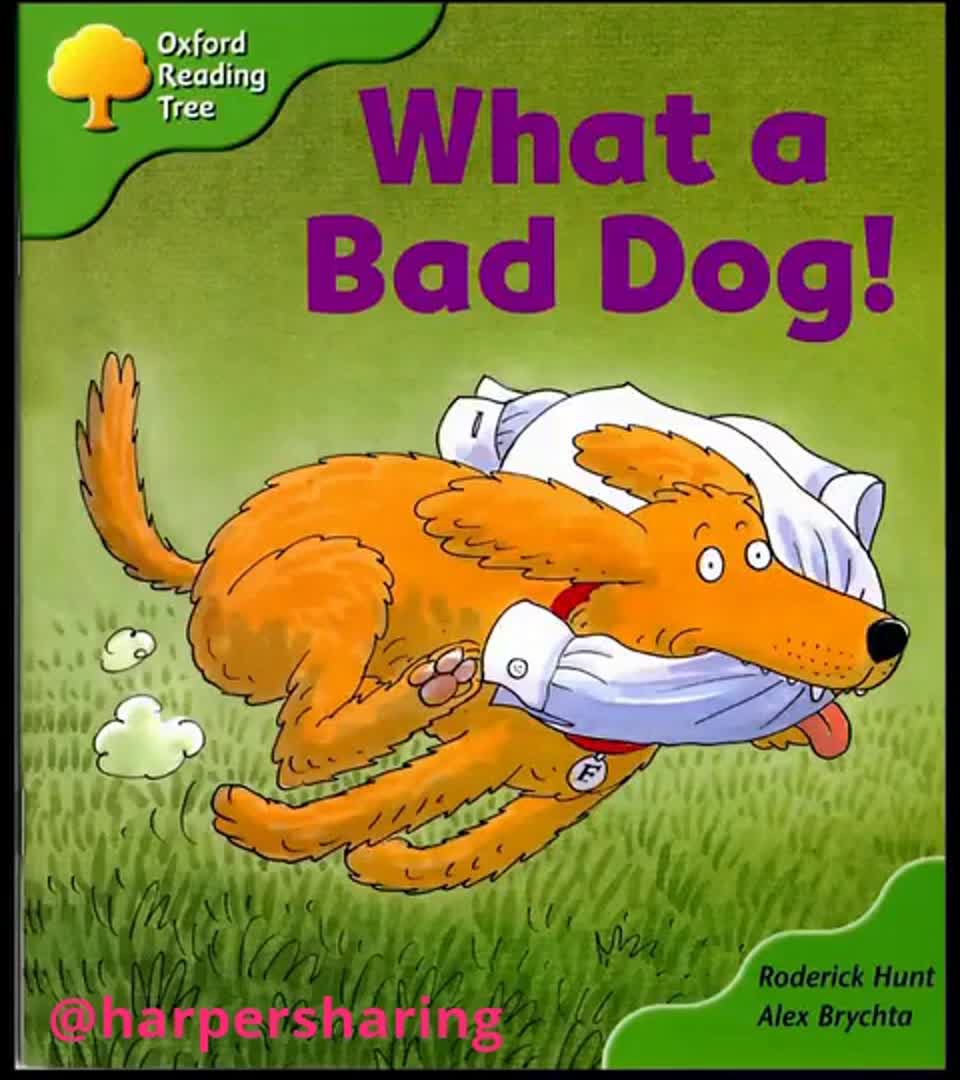 Oxford
Reading
Tree
What a
Bad Dog!
F
Roderick Hunt
Alex Brychta
@harpersharing